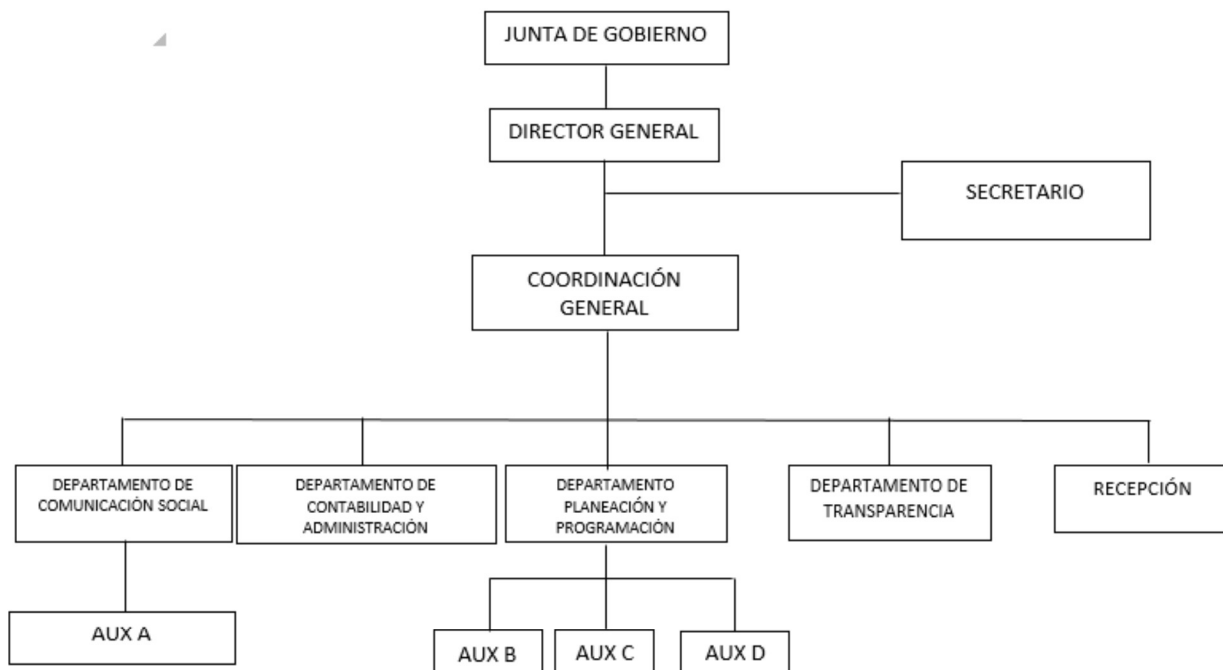 JUNTA DE GOBIERNO
DIRECTOR GENERAL
SECRETARIO
COORDINACIÓN
GENERAL
DEPARTAMENTO DE
COMUNICACIÓN SOCIAL
DEPARTAMENTO DE
CONTABILIDAD Y
ADMINISTRACIÓN
DEPARTAMENTO
PLANEACIÓN Y
PROGRAMACIÓN
DEPARTAMENTO DE
TRANSPARENCIA
RECEPCIÓN
AUX A
AUX B
AUX C
AUX D